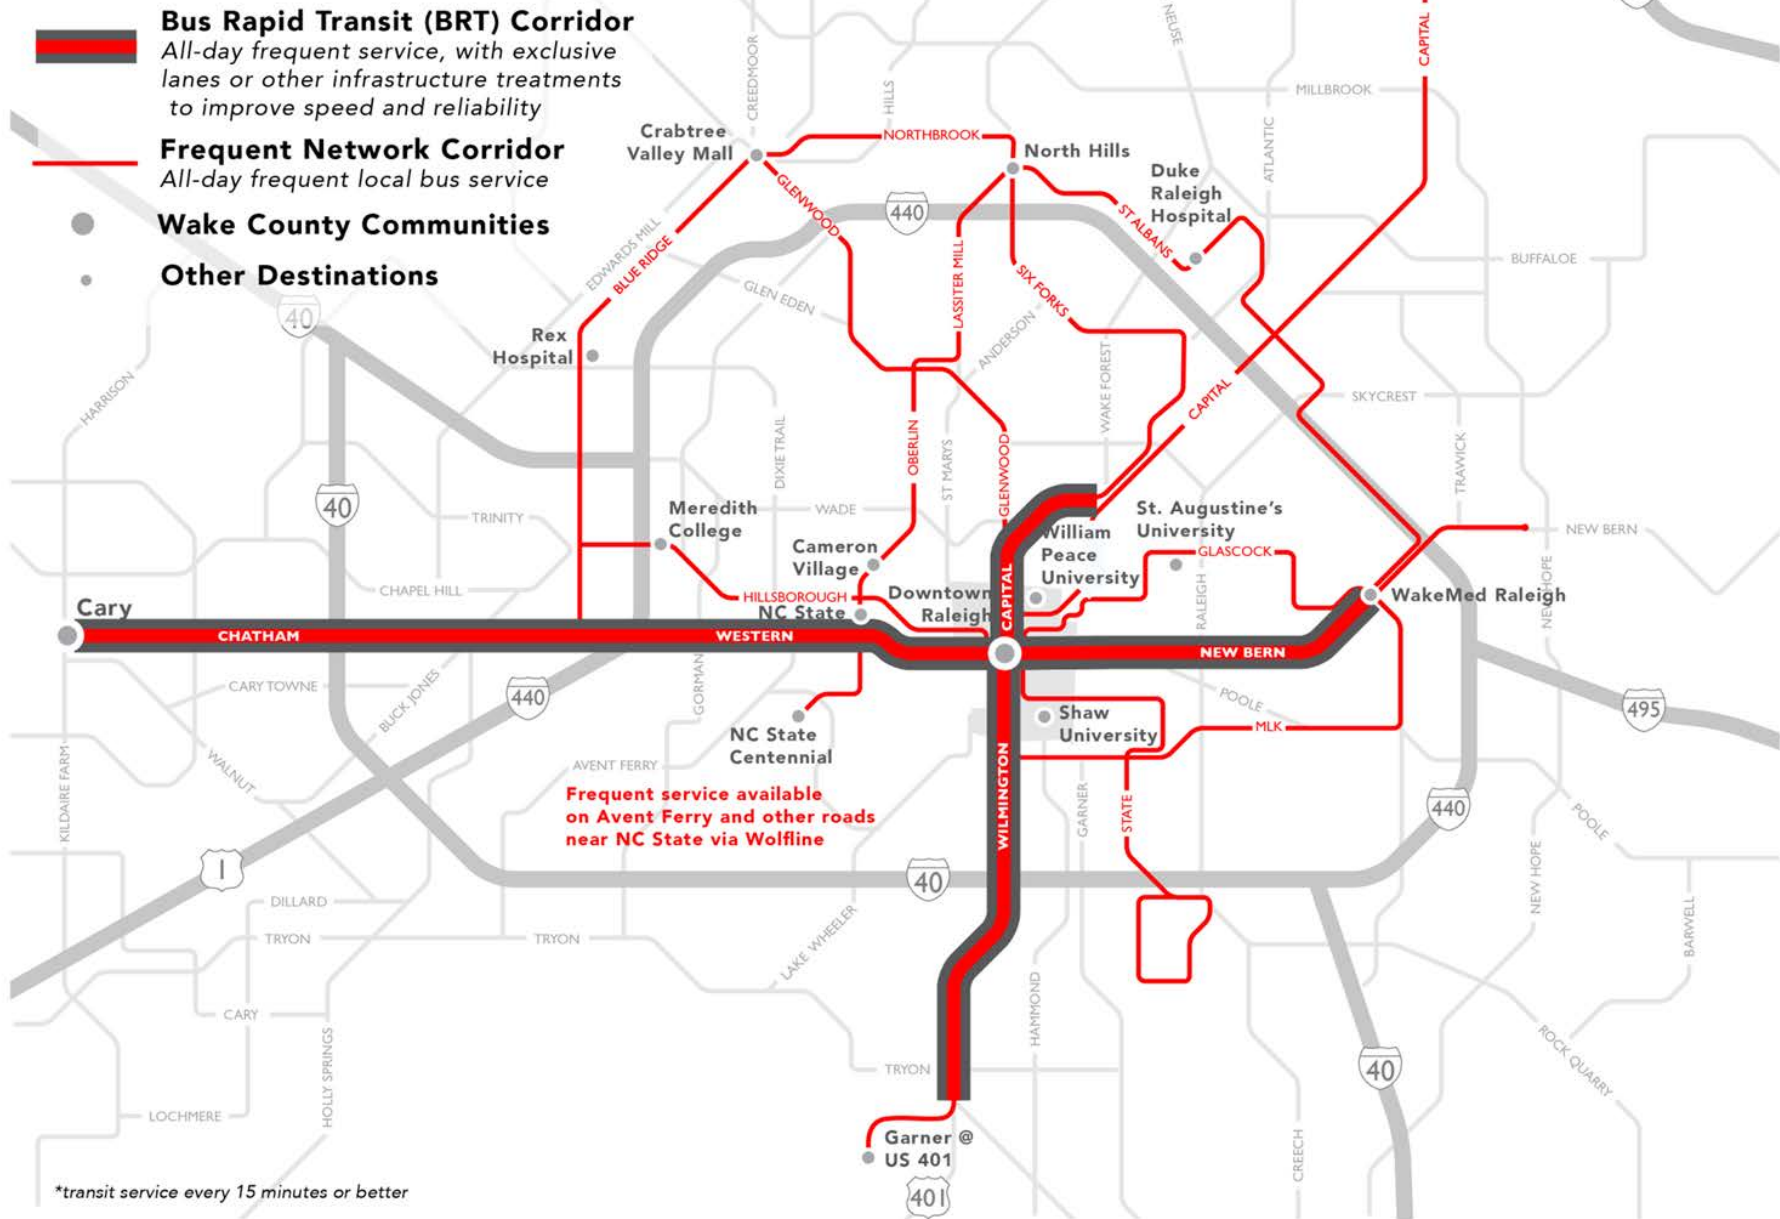 Bus Rapid Transit (BRT) Corridor
All-day frequent service, with exclusive
lanes or other infrastructure treatments
to improve speed and reliability
Frequent Network Corridor
All-day frequent local bus service
Wake County Communities
Other Destinations
CREEDMOOR
HILLS
NEUSE
CAPITAL
MILLBROOK
ATLANTIC
Crabtree
Valley Mall
NORTHBROOK
North Hills
Duke
Raleigh
Hospital
GLENWOOD
440
ST ALBANS
EDWARDS MILL
BLUE RIDGE
LASSITER MILL
SIX FORKS
BUFFALOE
GLEN EDEN
40
Rex
Hospital
ANDERSON
WAKE FOREST
HARRISON
CAPITAL
SKYCREST
DIXIE TRAIL
OBERLIN
ST MARYS
GLENWOOD
TRAWICK
40
TRINITY
Meredith
College
WADE
St. Augustine's
University
NEW BERN
Cameron
Village
William
Peace
University
GLASCOCK
CHAPEL HILL
HILLSBOROUGH
Downtown
Raleigh
CAPITAL
RALEIGH
WakeMed Raleigh
NEW HOPE
Cary
NC State
CHATHAM
WESTERN
NEW BERN
CARY TOWNE
BUCK JONES
440
GORMAN
POOLE
495
NC State
Centennial
Shaw
University
MLK
KILDAIRE FARM
WALNUT
AVENT FERRY
WILMINGTON
GARNER
STATE
440
POOLE
Frequent service available
on Avent Ferry and other roads
near NC State via Wolfline
1
40
DILLARD
NEW HOPE
BARWELL
TRYON
TRYON
LAKE WHEELER
CARY
HOLLY SPRINGS
HAMMOND
ROCK QUARRY
TRYON
40
LOCHMERE
Garner @
US 401
CREECH
401
*transit service every 15 minutes or better